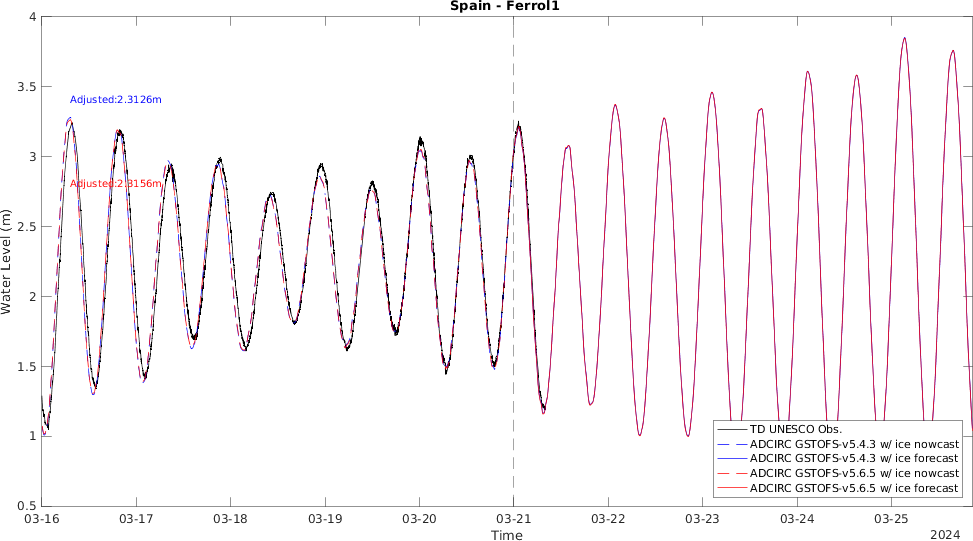 Spain - Ferrol1
4
3.5
3
2.5
2
1.5
1
0.5
Water Level (m)
Adjusted:2.3126m
Adjusted:2.3156m
TD UNESCO Obs.
ADCIRC GSTOFS-v5.4.3 w/ ice nowcast
ADCIRC GSTOFS-v5.4.3 w/ ice forecast
ADCIRC GSTOFS-v5.6.5 w/ ice nowcast
ADCIRC GSTOFS-v5.6.5 w/ ice forecast
03-16 03-17 03-18 03-19 03-20 03-21 03-22 03-23 03-24 03-25
Time
2024